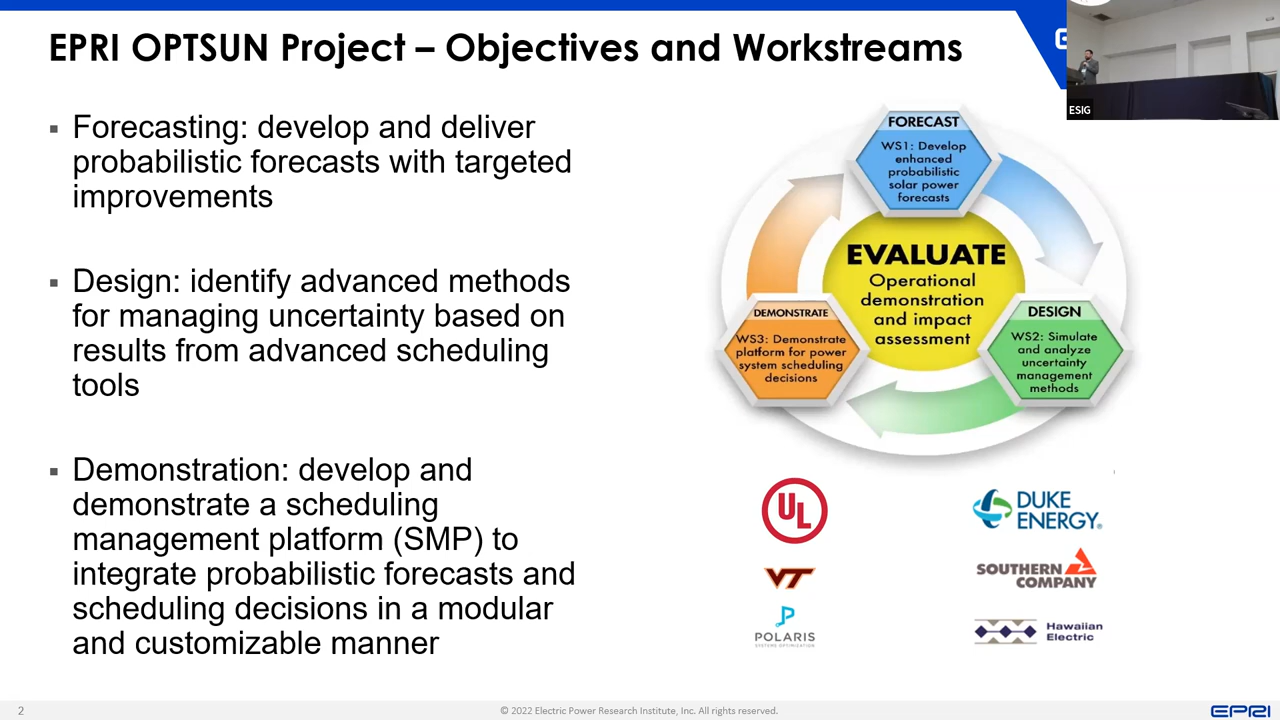 EPRI OPTSUN Project – Objectives and Workstreams
ESIG
▪ Forecasting: develop and deliver
probabilistic forecasts with targeted
improvements
▪ Design: identify advanced methods
for managing uncertainty based on
results from advanced scheduling
tools
▪ Demonstration: develop and
demonstrate a scheduling
management platform (SMP) to
integrate probabilistic forecasts and
scheduling decisions in a modular
and customizable manner
FORECAST
WS1: Develop
enhanced
probabilistic
solar power
forecasts
EVALUATE
Operational
demonstration
and impact
assessment
DEMONSTRATE
WS3: Demonstrate
platform for power
system scheduling
decisions
DESIGN
WS2: Simulate
and analyze
uncertainty
management
methods
UL
DUKE
ENERGY®
VT
SOUTHERN
COMPANY
POLARIS
SYSTEMS OPTIMIZATION
Hawaiian
Electric
2
© 2022 Electric Power Research Institute, Inc. All rights reserved.
EPRI